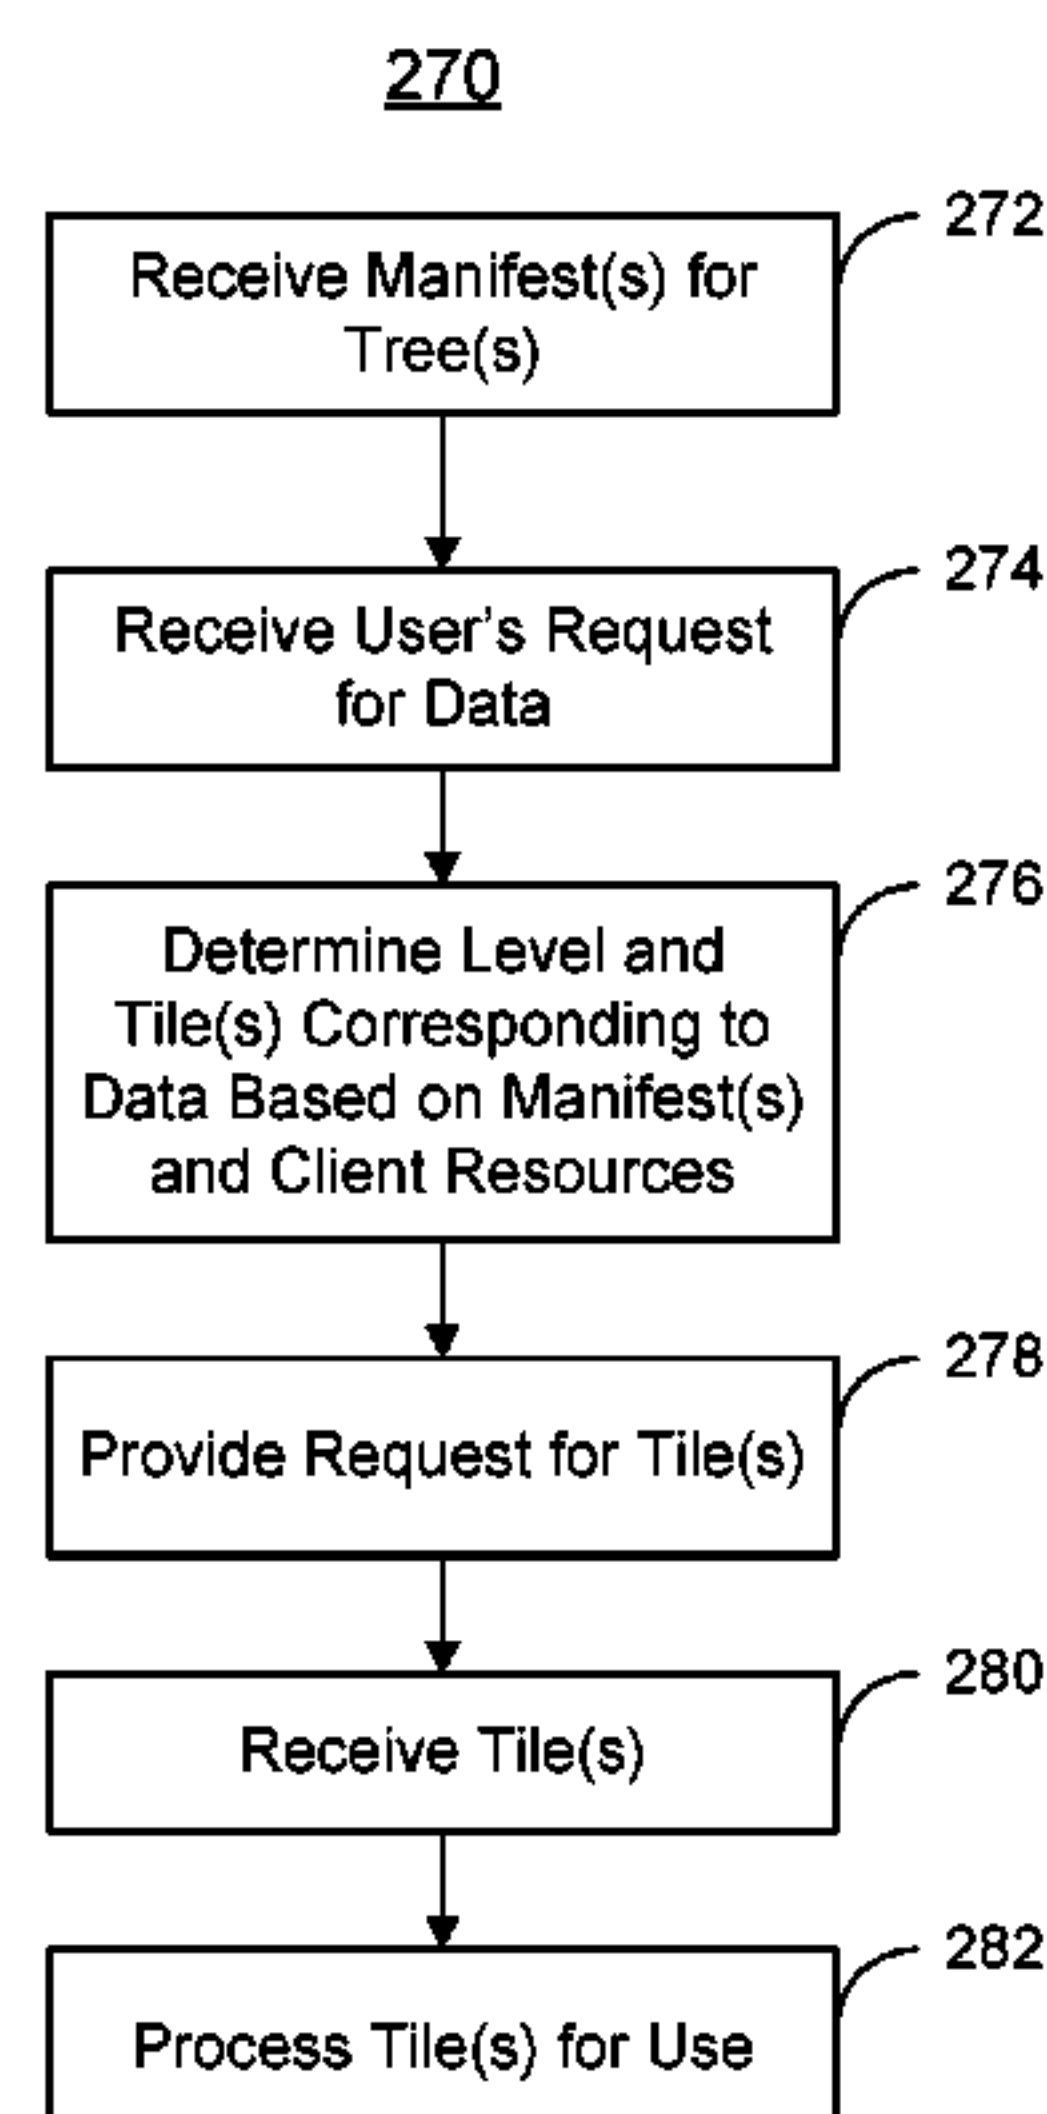 270
272
Receive Manifest(s) for
Tree(s)
274
Receive User's Request
for Data
276
Determine Level and
Tile(s) Corresponding to
Data Based on Manifest(s)
and Client Resources
278
Provide Request for Tile(s)
280
Receive Tile(s)
282
Process Tile(s) for Use